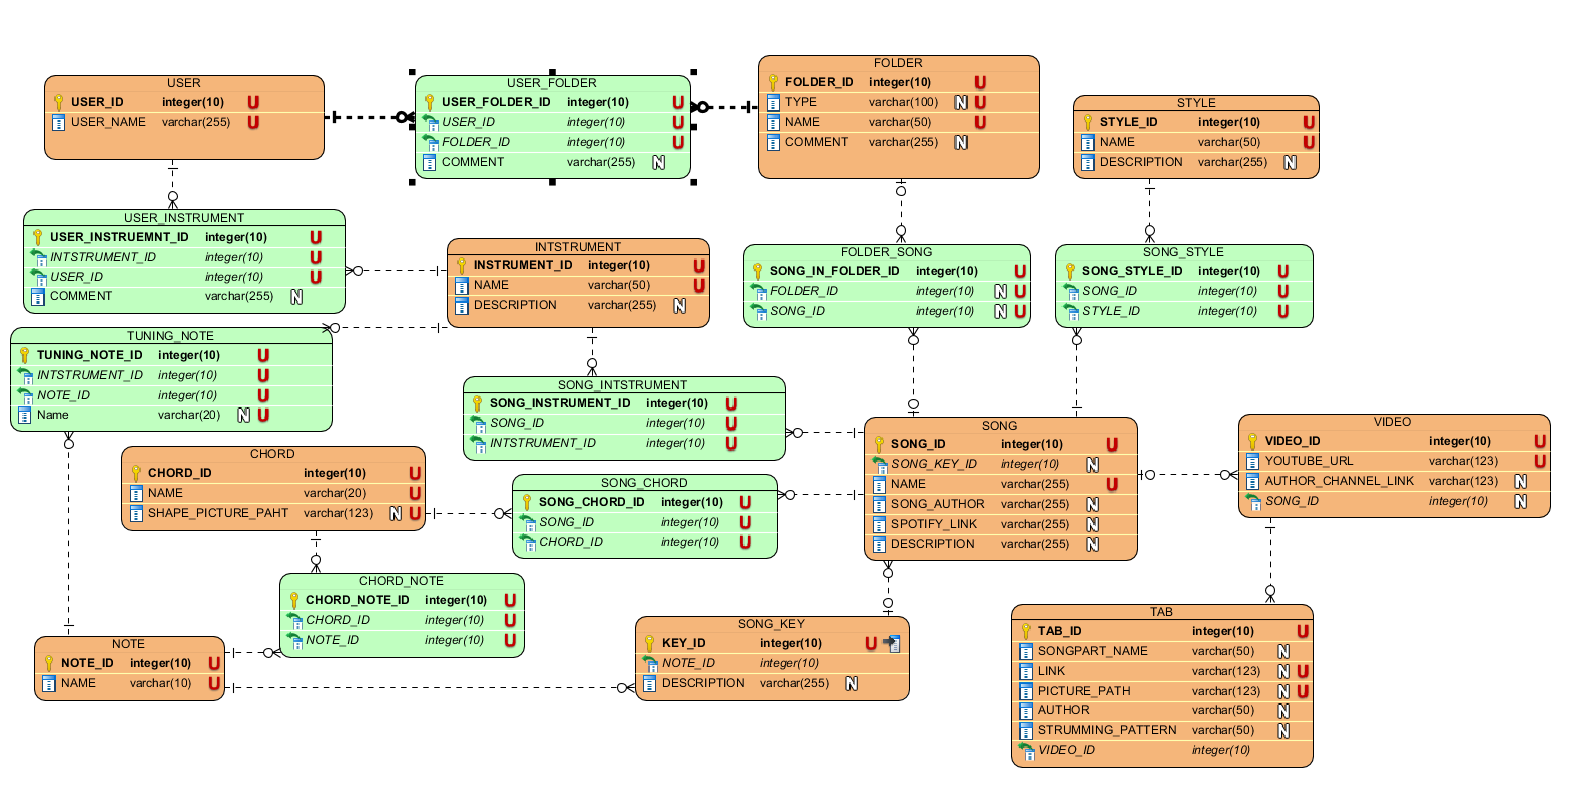 USER
USER_ID integer(10) U
USER_NAME varchar(255) U
USER_FOLDER
USER_FOLDER_ID integer(10) U
USER_ID integer(10) U
FOLDER_ID integer(10) U
COMMENT varchar(255) N
FOLDER
FOLDER_ID integer(10) U
TYPE varchar(100) N U
NAME varchar(50) U
COMMENT varchar(255) N
STYLE
STYLE_ID integer(10) U
NAME varchar(50) U
DESCRIPTION varchar(255) N
USER_INSTRUMENT
USER_INSTRUEMNT_ID integer(10) U
INTSTRUMENT_ID integer(10) U
USER_ID integer(10) U
COMMENT varchar(255) N
INTSTRUMENT
INSTRUMENT_ID integer(10) U
NAME varchar(50) U
DESCRIPTION varchar(255) N
FOLDER_SONG
SONG_IN_FOLDER_ID integer(10) U
FOLDER_ID integer(10) N U
SONG_ID integer(10) N U
SONG_STYLE
SONG_STYLE_ID integer(10) U
SONG_ID integer(10) U
STYLE_ID integer(10) U
TUNING_NOTE
TUNING_NOTE_ID integer(10) U
INTSTRUMENT_ID integer(10) U
NOTE_ID integer(10) U
Name varchar(20) N U
SONG_INTSTRUMENT
SONG_INSTRUMENT_ID integer(10) U
SONG_ID integer(10) U
INTSTRUMENT_ID integer(10) U
SONG
SONG_ID integer(10) U
SONG_KEY_ID integer(10) N
NAME varchar(255) U
SONG_AUTHOR varchar(255) N
SPOTIFY_LINK varchar(255) N
DESCRIPTION varchar(255) N
VIDEO
VIDEO_ID integer(10) U
YOUTUBE_URL varchar(123) U
AUTHOR_CHANNEL_LINK varchar(123) N
SONG_ID integer(10) N
CHORD
CHORD_ID integer(10) U
NAME varchar(20) U
SHAPE_PICTURE_PAHT varchar(123) N U
SONG_CHORD
SONG_CHORD_ID integer(10) U
SONG_ID integer(10) U
CHORD_ID integer(10) U
CHORD_NOTE
CHORD_NOTE_ID integer(10) U
CHORD_ID integer(10) U
NOTE_ID integer(10) U
NOTE
NOTE_ID integer(10) U
NAME varchar(10) U
SONG_KEY
KEY_ID integer(10) U
NOTE_ID integer(10)
DESCRIPTION varchar(255) N
TAB
TAB_ID integer(10) U
SONGPART_NAME varchar(50) N
LINK varchar(123) N U
PICTURE_PATH varchar(123) N U
AUTHOR varchar(50) N
STRUMMING_PATTERN varchar(50) N
VIDEO_ID integer(10)